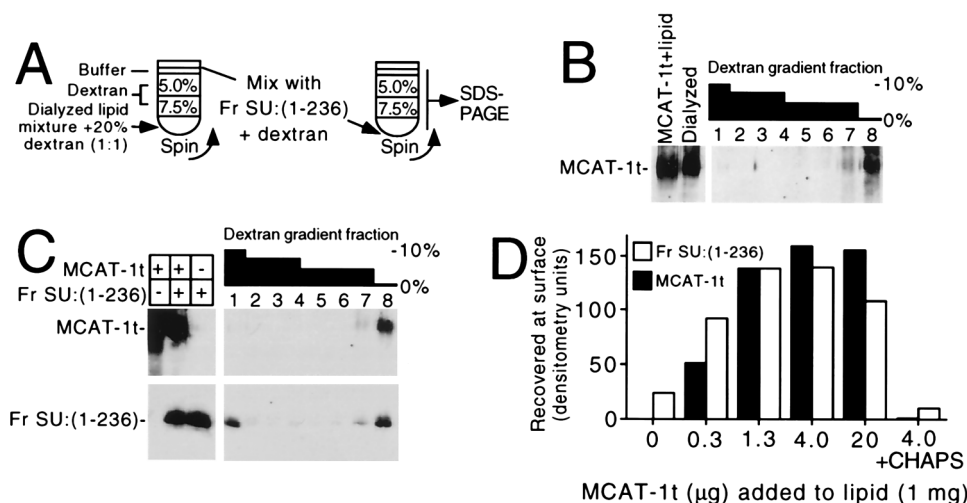 A
Buffer
Dextran
Dialyzed lipid
mixture +20%
dextran (1:1)
5.0%
7.5%
Spin
Mix with
Fr SU:(1-236)
+ dextran
5.0%
7.5%
Spin
SDS-
PAGE
B
MCAT-1t+lipid
Dialyzed
Dextran gradient fraction
-10%
0%
1 2 3 4 5 6 7 8
MCAT-1t-
C
MCAT-1t + + -
Fr SU:(1-236) - + +
Dextran gradient fraction
-10%
0%
1 2 3 4 5 6 7 8
MCAT-1t-
Fr SU:(1-236)-
D
Recovered at surface
(densitometry units)
150
100
50
0
Fr SU:(1-236)
MCAT-1t
0 0.3 1.3 4.0 20 4.0
+CHAPS
MCAT-1t (µg) added to lipid (1 mg)